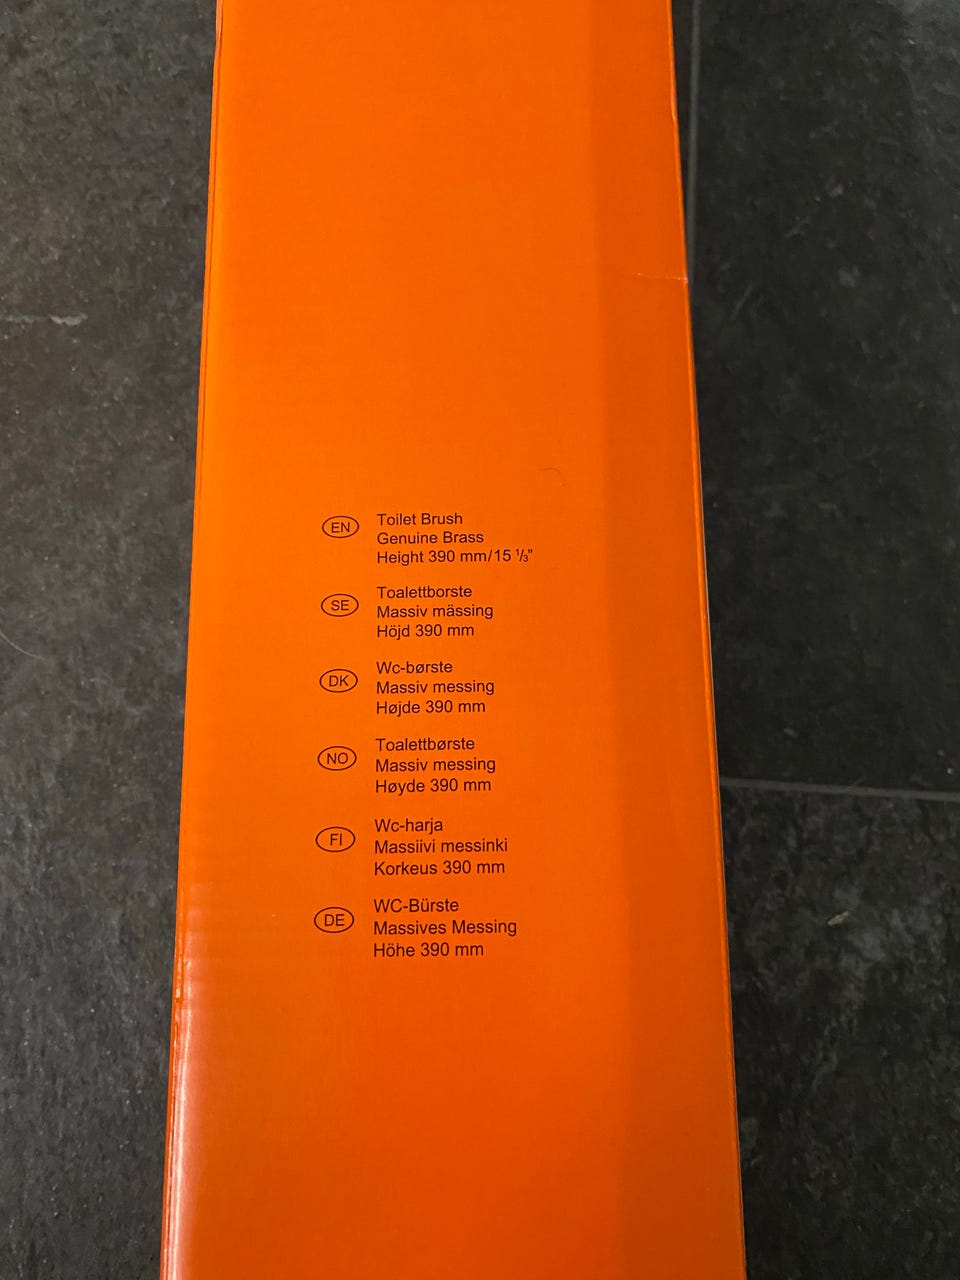 EN Toilet Brush
Genuine Brass
Height 390 mm/15 1/3"
SE Toalettborste
Massiv mässing
Höjd 390 mm
DK Wc-børste
Massiv messing
Højde 390 mm
NO Toalettbørste
Massiv messing
Høyde 390 mm
FI Wc-harja
Massiivi messinki
Korkeus 390 mm
DE WC-Bürste
Massives Messing
Höhe 390 mm